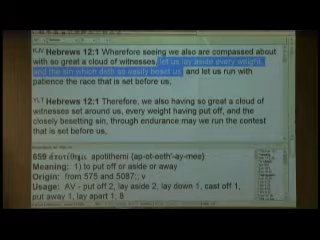 KJV Hebrews 12:1 Wherefore seeing we also are compassed about
with so great a cloud of witnesses, let us lay aside every weight,
and the sin which doth so easily beset us, and let us run with
patience the race that is set before us,
YLT Hebrews 12:1 Therefore, we also having so great a cloud of
witnesses set around us, every weight having put off, and the
closely besetting sin, through endurance may we run the contest
that is set before us,
659 ἀποτίθημι apotithemi {ap-ot-eeth'-ay-mee}
Meaning: 1) to put off or aside or away
Origin: from 575 and 5087;; v
Usage: AV - put off 2, lay aside 2, lay down 1, cast off 1,
put away 1, lay apart 1; 8